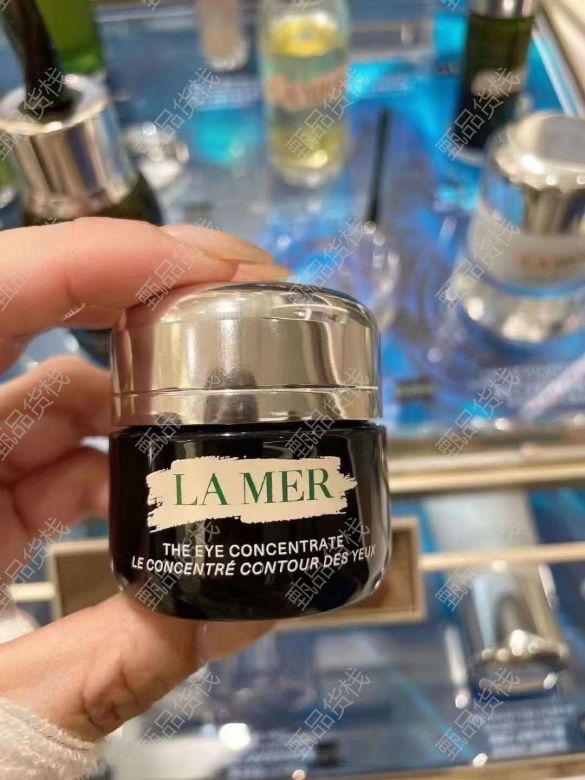 LA MER
THE EYE CONCENTRATE
LE CONCENTRÉ CONTOUR DES YEUX
甄品货栈